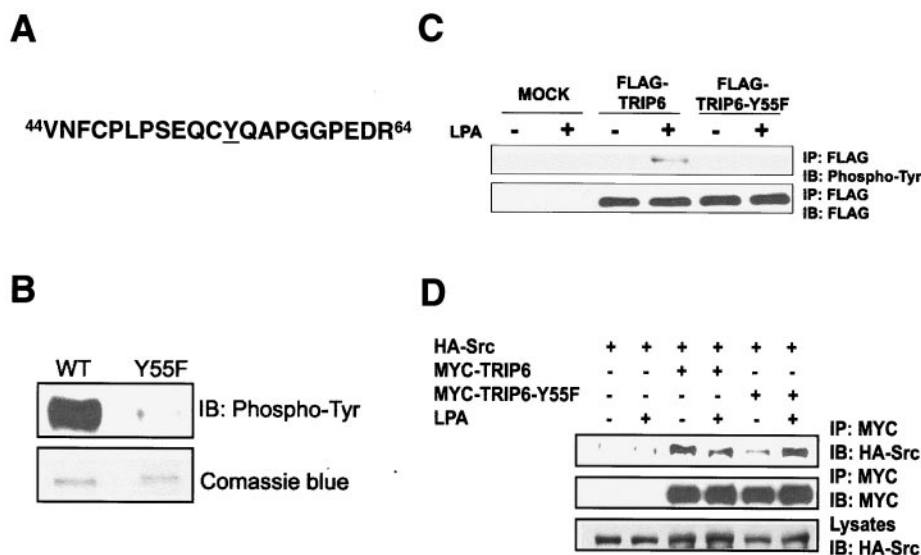 A
⁴⁴VNFCPLPSEQCYQAPGGPEDR⁶⁴
B
WT Y55F
IB: Phospho-Tyr
Comassie blue
C
MOCK FLAG-TRIP6 FLAG-TRIP6-Y55F
LPA - + - + - +
IP: FLAG
IB: Phospho-Tyr
IP: FLAG
IB: FLAG
D
HA-Src + + + + + +
MYC-TRIP6 - - + + - -
MYC-TRIP6-Y55F - - - - + +
LPA - + - + - +
IP: MYC
IB: HA-Src
IP: MYC
IB: MYC
Lysates
IB: HA-Src